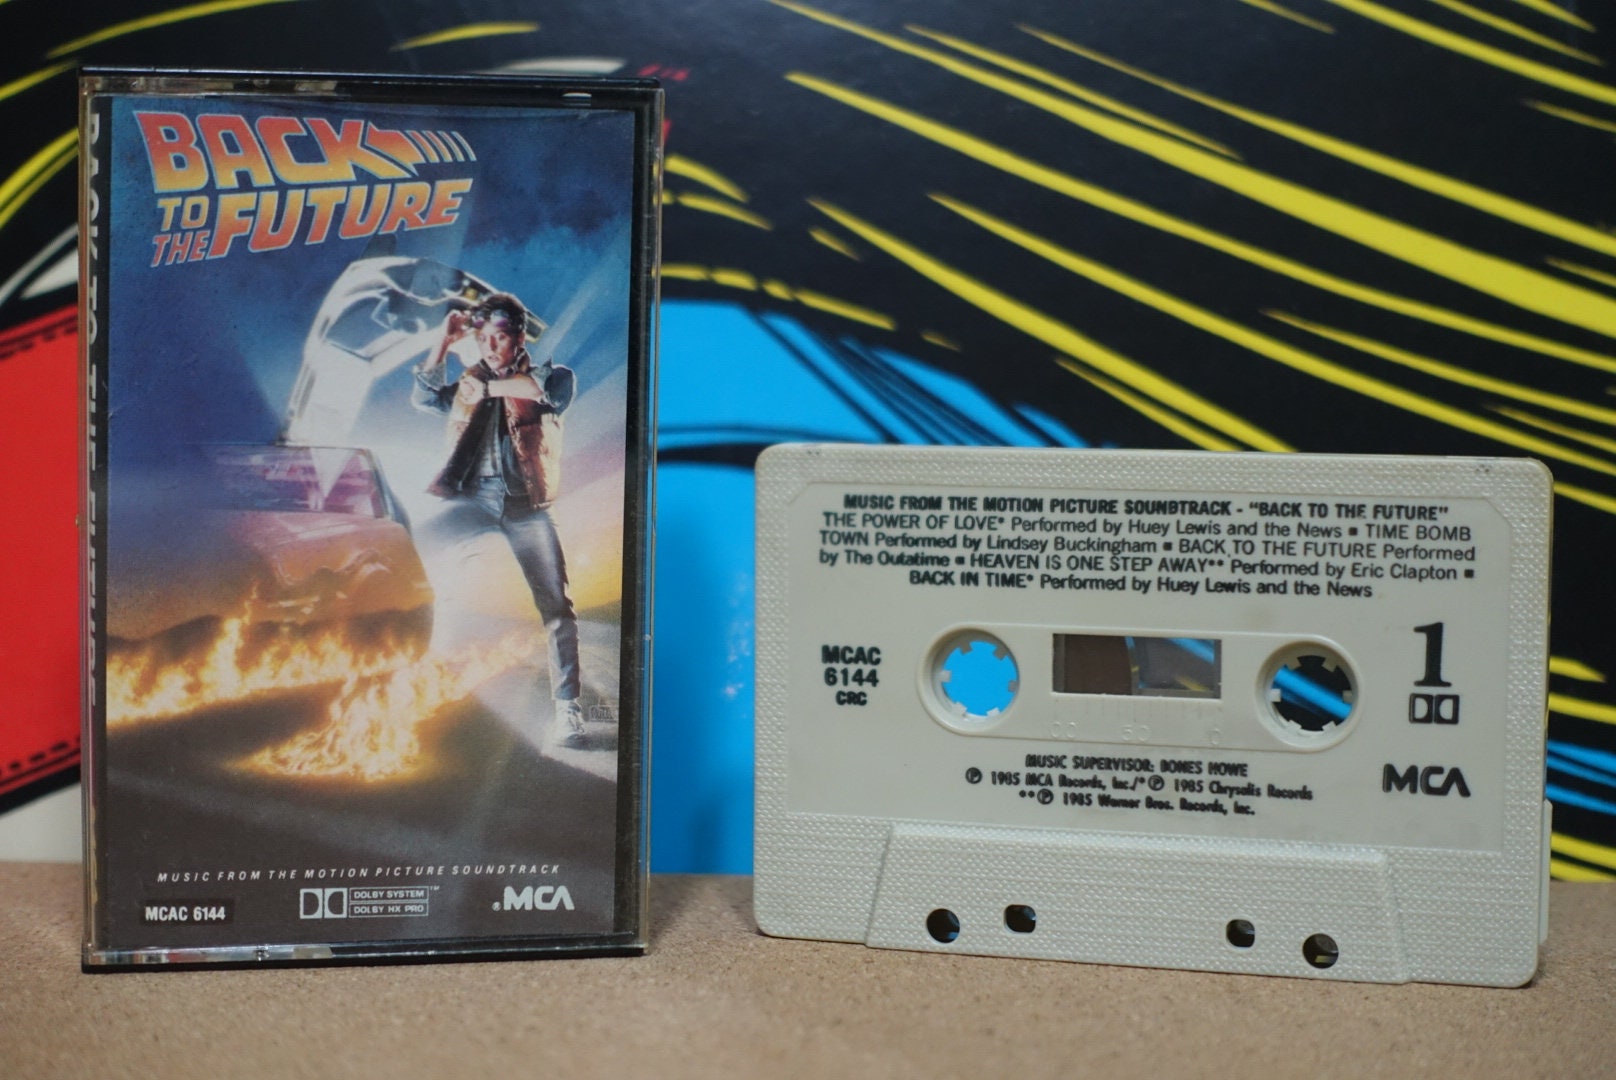 BACK
TO
THE FUTURE
BACK TO THE FUTURE
MUSIC FROM THE MOTION PICTURE SOUNDTRACK
MCAC 6144
DOLBY SYSTEM™
DOLBY HX PRO
®MCA
MUSIC FROM THE MOTION PICTURE SOUNDTRACK - "BACK TO THE FUTURE"
THE POWER OF LOVE* Performed by Huey Lewis and the News ■ TIME BOMB
TOWN Performed by Lindsey Buckingham ■ BACK TO THE FUTURE Performed
by The Outatime ■ HEAVEN IS ONE STEP AWAY** Performed by Eric Clapton ■
BACK IN TIME* Performed by Huey Lewis and the News
MCAC
6144
CRC
1
100 50 0
MUSIC SUPERVISOR: BONES HOWE
℗ 1985 MCA Records, Inc./*℗ 1985 Chrysalis Records
**℗ 1985 Warner Bros. Records, Inc.
MCA